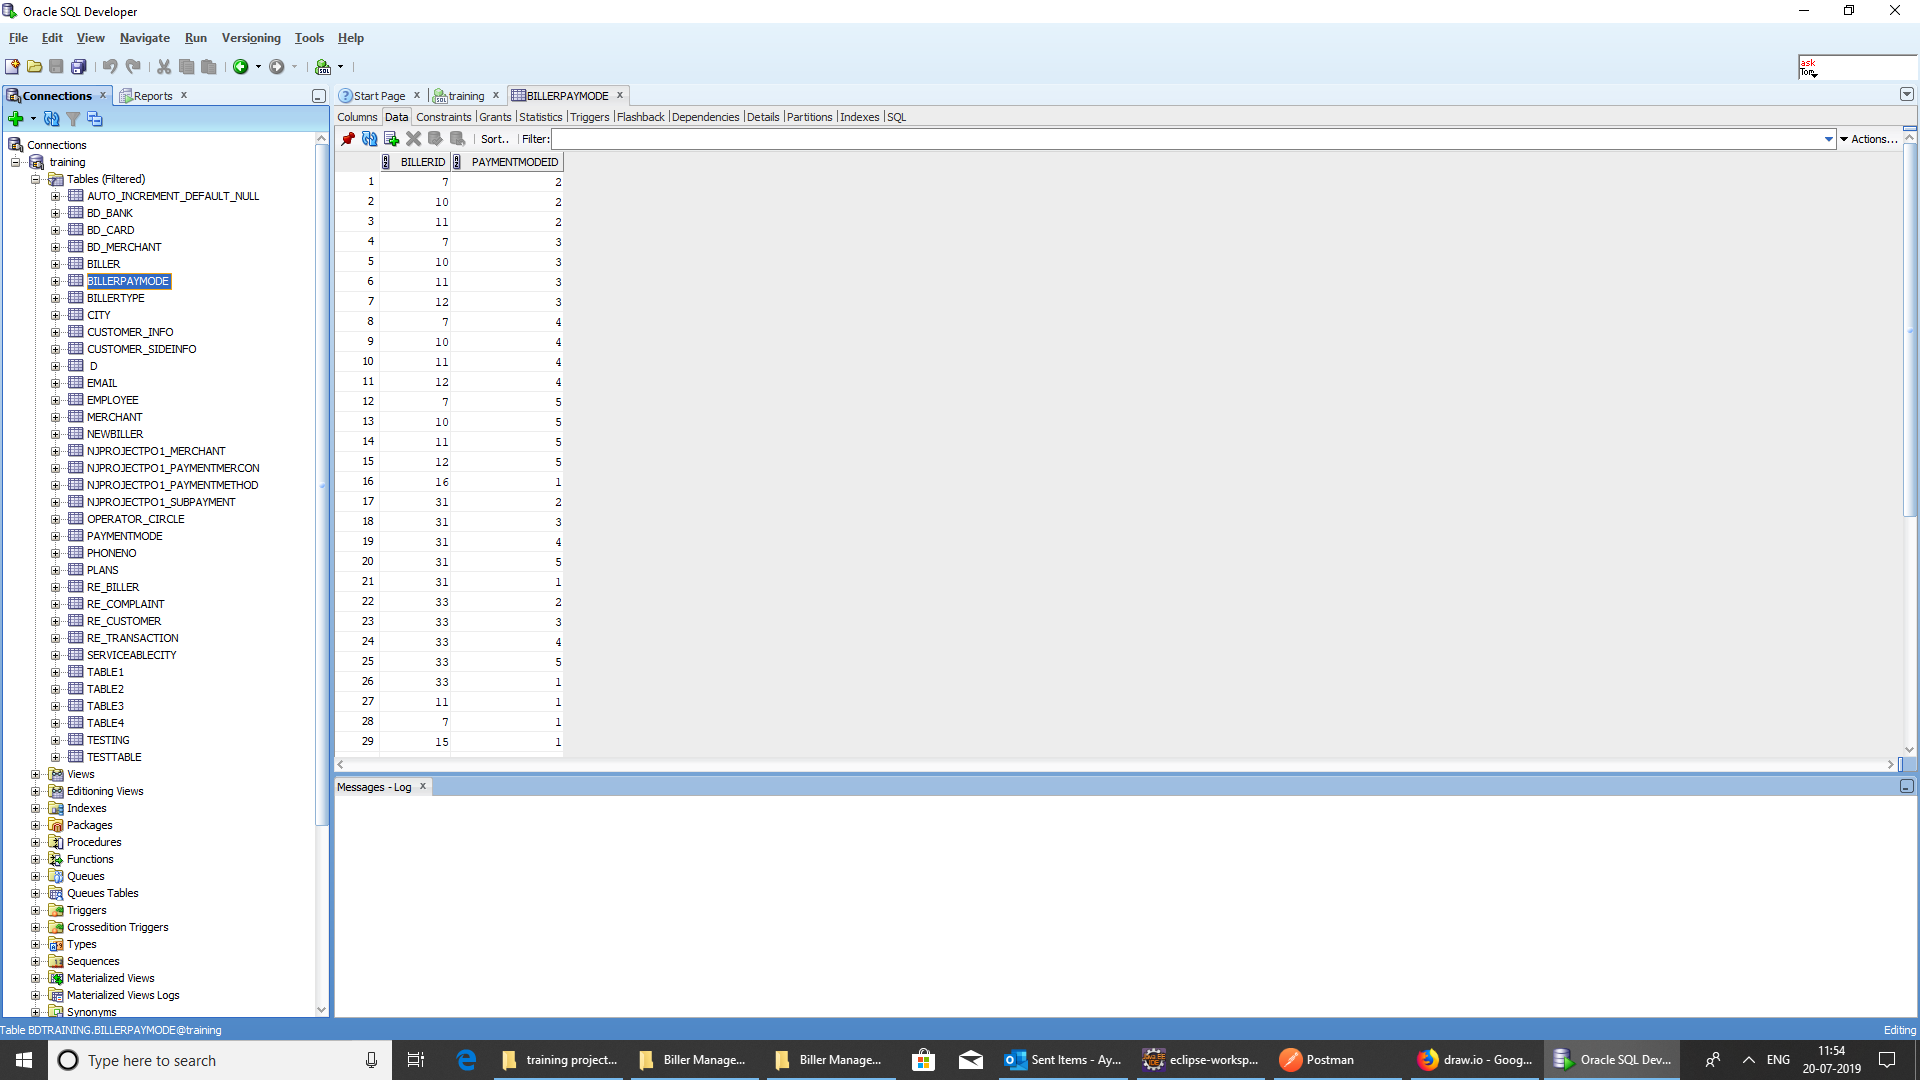 Oracle SQL Developer
File Edit View Navigate Run Versioning Tools Help
ask
Tom
Connections Reports
Start Page training BILLERPAYMODE
Columns Data Constraints Grants Statistics Triggers Flashback Dependencies Details Partitions Indexes SQL
Sort.. Filter: Actions...
Connections
training
Tables (Filtered)
AUTO_INCREMENT_DEFAULT_NULL
BD_BANK
BD_CARD
BD_MERCHANT
BILLER
BILLERPAYMODE
BILLERTYPE
CITY
CUSTOMER_INFO
CUSTOMER_SIDEINFO
D
EMAIL
EMPLOYEE
MERCHANT
NEWBILLER
NJPROJECTPO1_MERCHANT
NJPROJECTPO1_PAYMENTMERCON
NJPROJECTPO1_PAYMENTMETHOD
NJPROJECTPO1_SUBPAYMENT
OPERATOR_CIRCLE
PAYMENTMODE
PHONENO
PLANS
RE_BILLER
RE_COMPLAINT
RE_CUSTOMER
RE_TRANSACTION
SERVICEABLECITY
TABLE1
TABLE2
TABLE3
TABLE4
TESTING
TESTTABLE
Views
Editioning Views
Indexes
Packages
Procedures
Functions
Queues
Queues Tables
Triggers
Crossedition Triggers
Types
Sequences
Materialized Views
Materialized Views Logs
Synonyms
BILLERID PAYMENTMODEID
1 7 2
2 10 2
3 11 2
4 7 3
5 10 3
6 11 3
7 12 3
8 7 4
9 10 4
10 11 4
11 12 4
12 7 5
13 10 5
14 11 5
15 12 5
16 16 1
17 31 2
18 31 3
19 31 4
20 31 5
21 31 1
22 33 2
23 33 3
24 33 4
25 33 5
26 33 1
27 11 1
28 7 1
29 15 1
Messages - Log
Table BDTRAINING.BILLERPAYMODE@training Editing
Type here to search
training project...
Biller Manage...
Biller Manage...
Sent Items - Ay...
eclipse-worksp...
Postman
draw.io - Goog...
Oracle SQL Dev...
ENG
11:54
20-07-2019